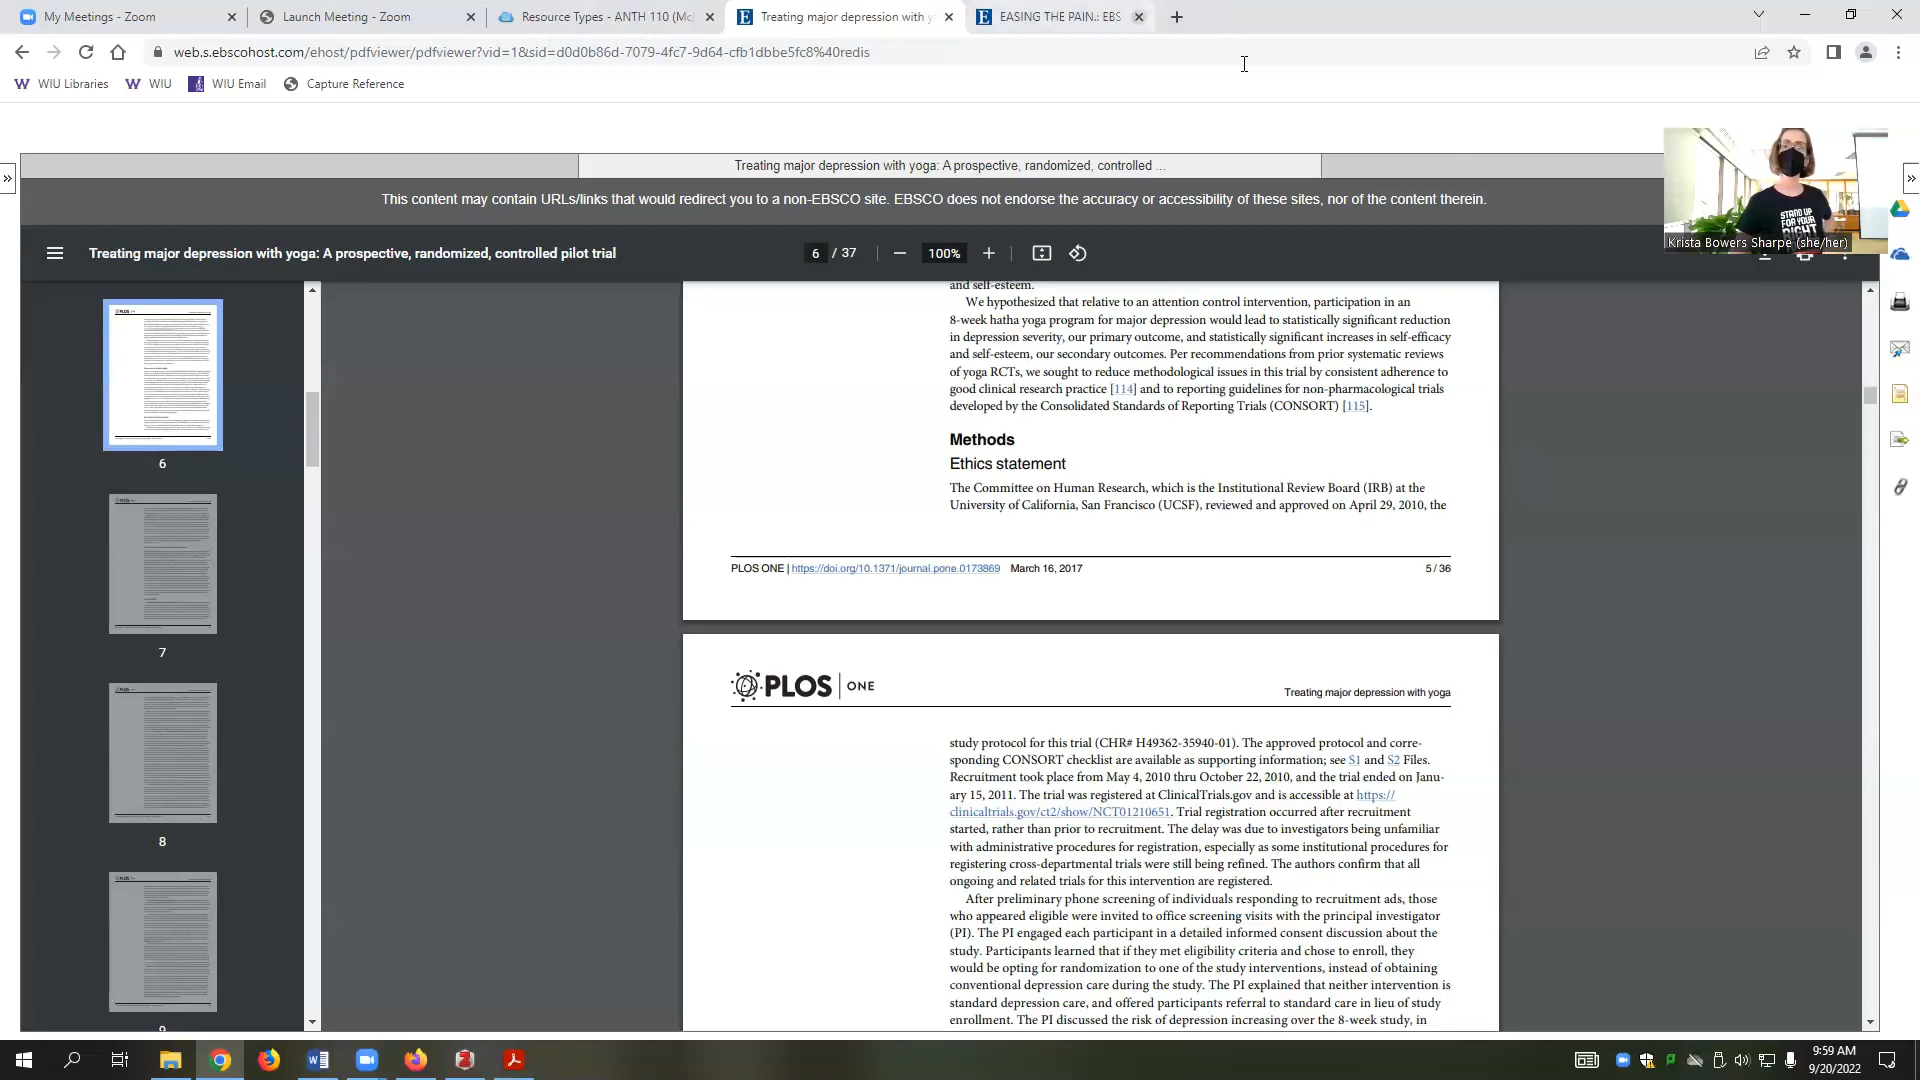 My Meetings - Zoom
Launch Meeting - Zoom
Resource Types - ANTH 110 (Mc
Treating major depression with y
EASING THE PAIN.: EBS
web.s.ebscohost.com/ehost/pdfviewer/pdfviewer?vid=1&sid=d0d0b86d-7079-4fc7-9d64-cfb1dbbe5fc8%40redis
WIU Libraries
WIU
WIU Email
Capture Reference
Treating major depression with yoga: A prospective, randomized, controlled ...
This content may contain URLs/links that would redirect you to a non-EBSCO site. EBSCO does not endorse the accuracy or accessibility of these sites, nor of the content therein.
STAND UP
FOR YOUR
RIGHT
Krista Bowers Sharpe (she/her)
Treating major depression with yoga: A prospective, randomized, controlled pilot trial
6 / 37
100%
6
7
8
9
and self-esteem.
We hypothesized that relative to an attention control intervention, participation in an
8-week hatha yoga program for major depression would lead to statistically significant reduction
in depression severity, our primary outcome, and statistically significant increases in self-efficacy
and self-esteem, our secondary outcomes. Per recommendations from prior systematic reviews
of yoga RCTs, we sought to reduce methodological issues in this trial by consistent adherence to
good clinical research practice [114] and to reporting guidelines for non-pharmacological trials
developed by the Consolidated Standards of Reporting Trials (CONSORT) [115].
Methods
Ethics statement
The Committee on Human Research, which is the Institutional Review Board (IRB) at the
University of California, San Francisco (UCSF), reviewed and approved on April 29, 2010, the
PLOS ONE | https://doi.org/10.1371/journal.pone.0173869 March 16, 2017
5 / 36
PLOS | ONE
Treating major depression with yoga
study protocol for this trial (CHR# H49362-35940-01). The approved protocol and corre-
sponding CONSORT checklist are available as supporting information; see S1 and S2 Files.
Recruitment took place from May 4, 2010 thru October 22, 2010, and the trial ended on Janu-
ary 15, 2011. The trial was registered at ClinicalTrials.gov and is accessible at https://
clinicaltrials.gov/ct2/show/NCT01210651. Trial registration occurred after recruitment
started, rather than prior to recruitment. The delay was due to investigators being unfamiliar
with administrative procedures for registration, especially as some institutional procedures for
registering cross-departmental trials were still being refined. The authors confirm that all
ongoing and related trials for this intervention are registered.
After preliminary phone screening of individuals responding to recruitment ads, those
who appeared eligible were invited to office screening visits with the principal investigator
(PI). The PI engaged each participant in a detailed informed consent discussion about the
study. Participants learned that if they met eligibility criteria and chose to enroll, they
would be opting for randomization to one of the study interventions, instead of obtaining
conventional depression care during the study. The PI explained that neither intervention is
standard depression care, and offered participants referral to standard care in lieu of study
enrollment. The PI discussed the risk of depression increasing over the 8-week study, in
9:59 AM
9/20/2022